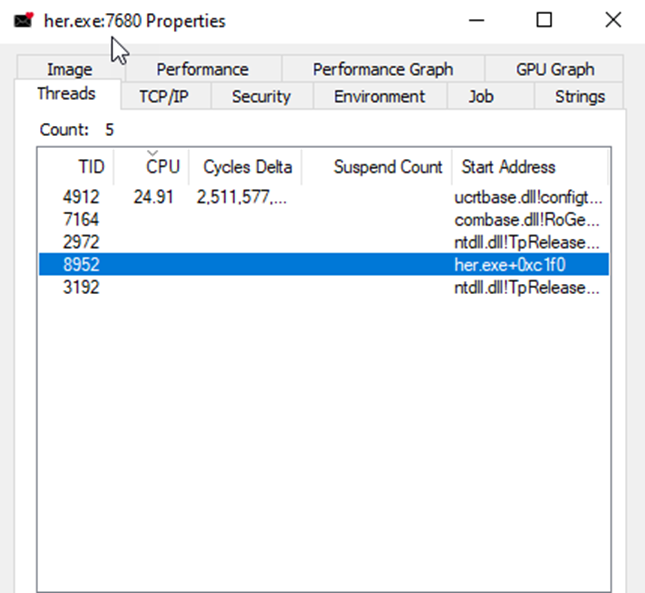 her.exe:7680 Properties
Image Performance Performance Graph GPU Graph
Threads TCP/IP Security Environment Job Strings
Count: 5
TID CPU Cycles Delta Suspend Count Start Address
4912 24.91 2,511,577,... ucrtbase.dll!configt...
7164 combase.dll!RoGe...
2972 ntdll.dll!TpRelease...
8952 her.exe+0xc1f0
3192 ntdll.dll!TpRelease...